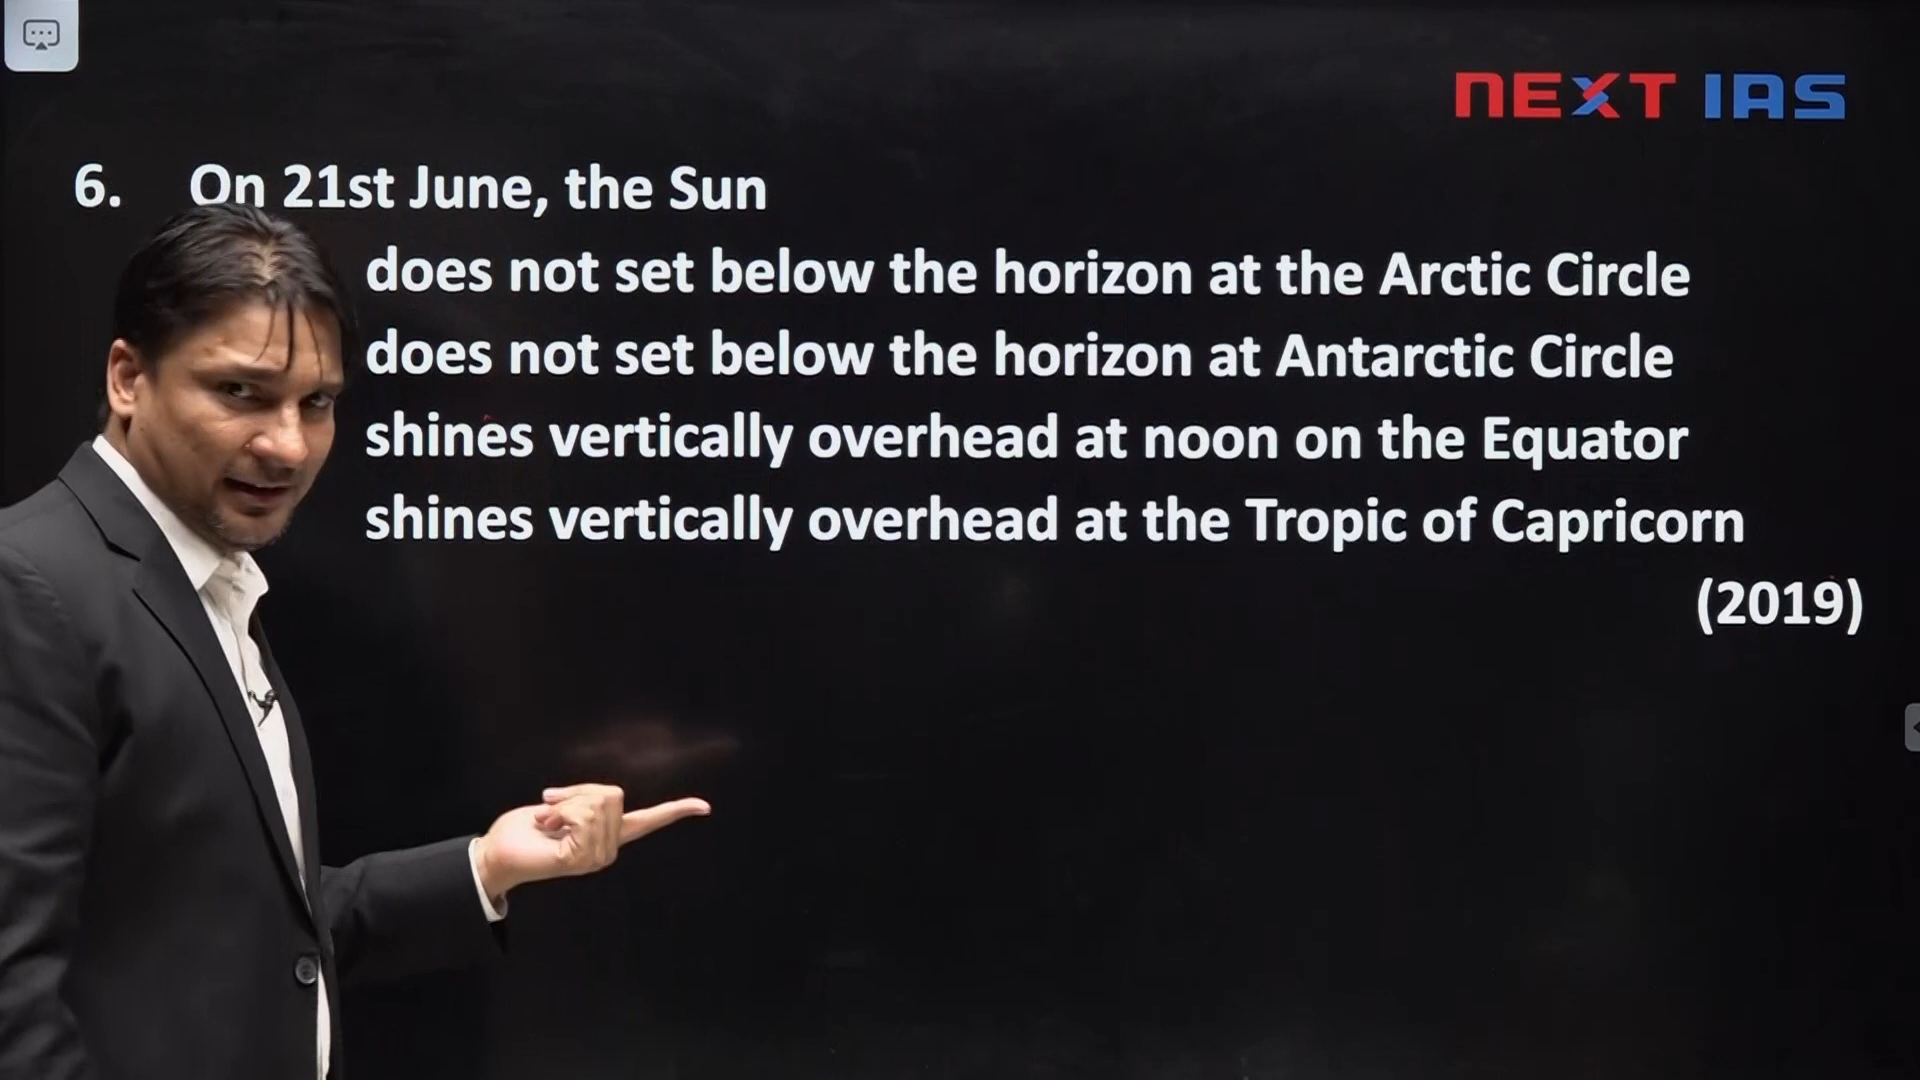 NEXT IAS
6. On 21st June, the Sun
does not set below the horizon at the Arctic Circle
does not set below the horizon at Antarctic Circle
shines vertically overhead at noon on the Equator
shines vertically overhead at the Tropic of Capricorn
(2019)